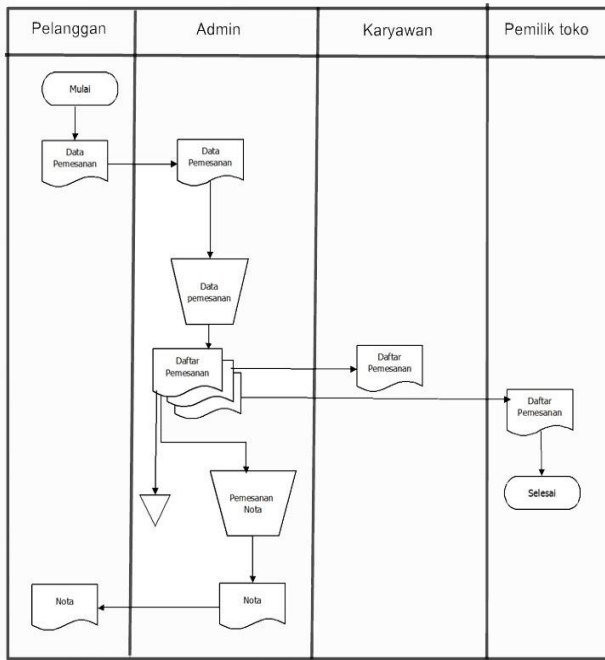 Pelanggan
Admin
Karyawan
Pemilik toko
Mulai
Data
Pemesanan
Data
Pemesanan
Data
pemesanan
Daftar
Pemesanan
Daftar
Pemesanan
Daftar
Pemesanan
Pemesanan
Nota
Selesai
Nota
Nota